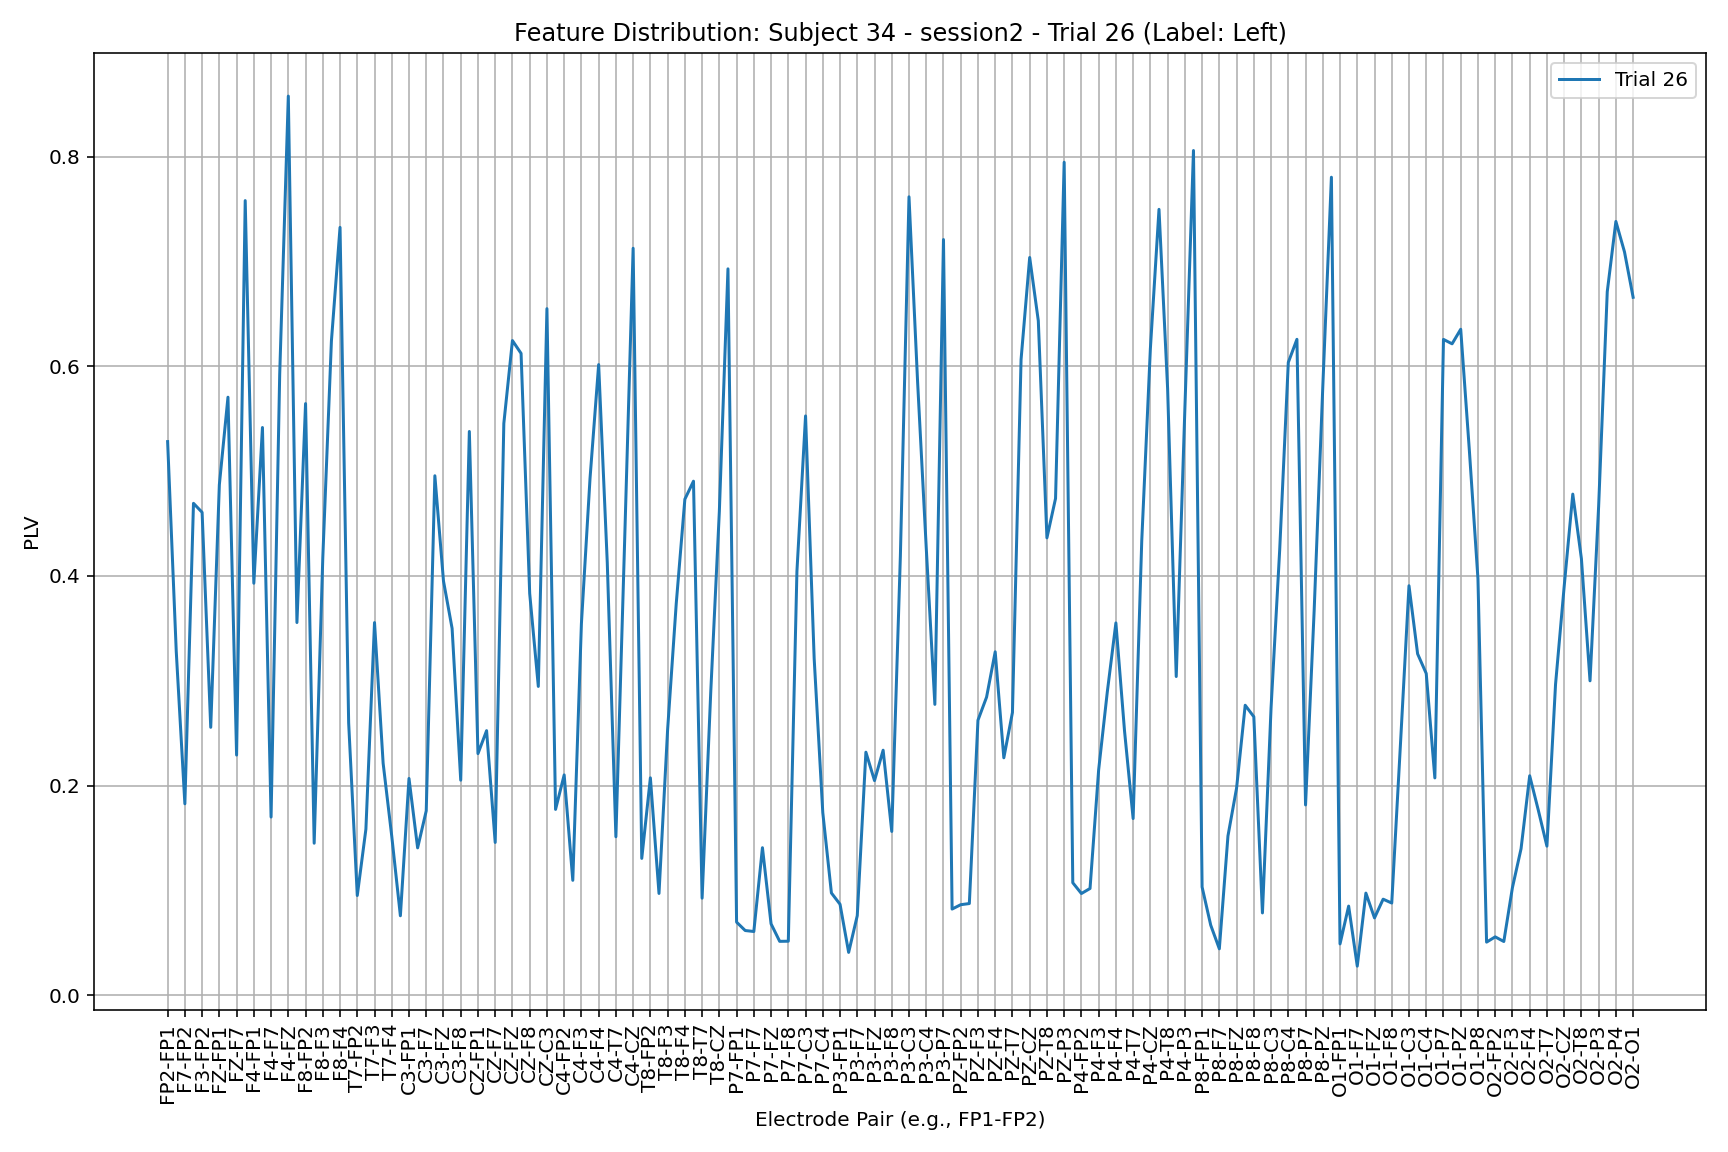 Feature Distribution: Subject 34 - session2 - Trial 26 (Label: Left)
Trial 26
PLV
0.8
0.6
0.4
0.2
0.0
FP2-FP1
F7-FP2
F3-FP2
FZ-FP1
FZ-F7
F4-FP1
F4-F7
F4-FZ
F8-FP2
F8-F3
F8-F4
T7-FP2
T7-F3
T7-F4
C3-FP1
C3-F7
C3-FZ
C3-F8
CZ-FP1
CZ-F7
CZ-FZ
CZ-F8
CZ-C3
C4-FP2
C4-F3
C4-F4
C4-T7
C4-CZ
T8-FP2
T8-F3
T8-F4
T8-T7
T8-CZ
P7-FP1
P7-F7
P7-FZ
P7-F8
P7-C3
P7-C4
P3-FP1
P3-F7
P3-FZ
P3-F8
P3-C3
P3-C4
P3-P7
PZ-FP2
PZ-F3
PZ-F4
PZ-T7
PZ-CZ
PZ-T8
PZ-P3
P4-FP2
P4-F3
P4-F4
P4-T7
P4-CZ
P4-T8
P4-P3
P8-FP1
P8-F7
P8-FZ
P8-F8
P8-C3
P8-C4
P8-P7
P8-PZ
O1-FP1
O1-F7
O1-FZ
O1-F8
O1-C3
O1-C4
O1-P7
O1-PZ
O1-P8
O2-FP2
O2-F3
O2-F4
O2-T7
O2-CZ
O2-T8
O2-P3
O2-P4
O2-O1
Electrode Pair (e.g., FP1-FP2)